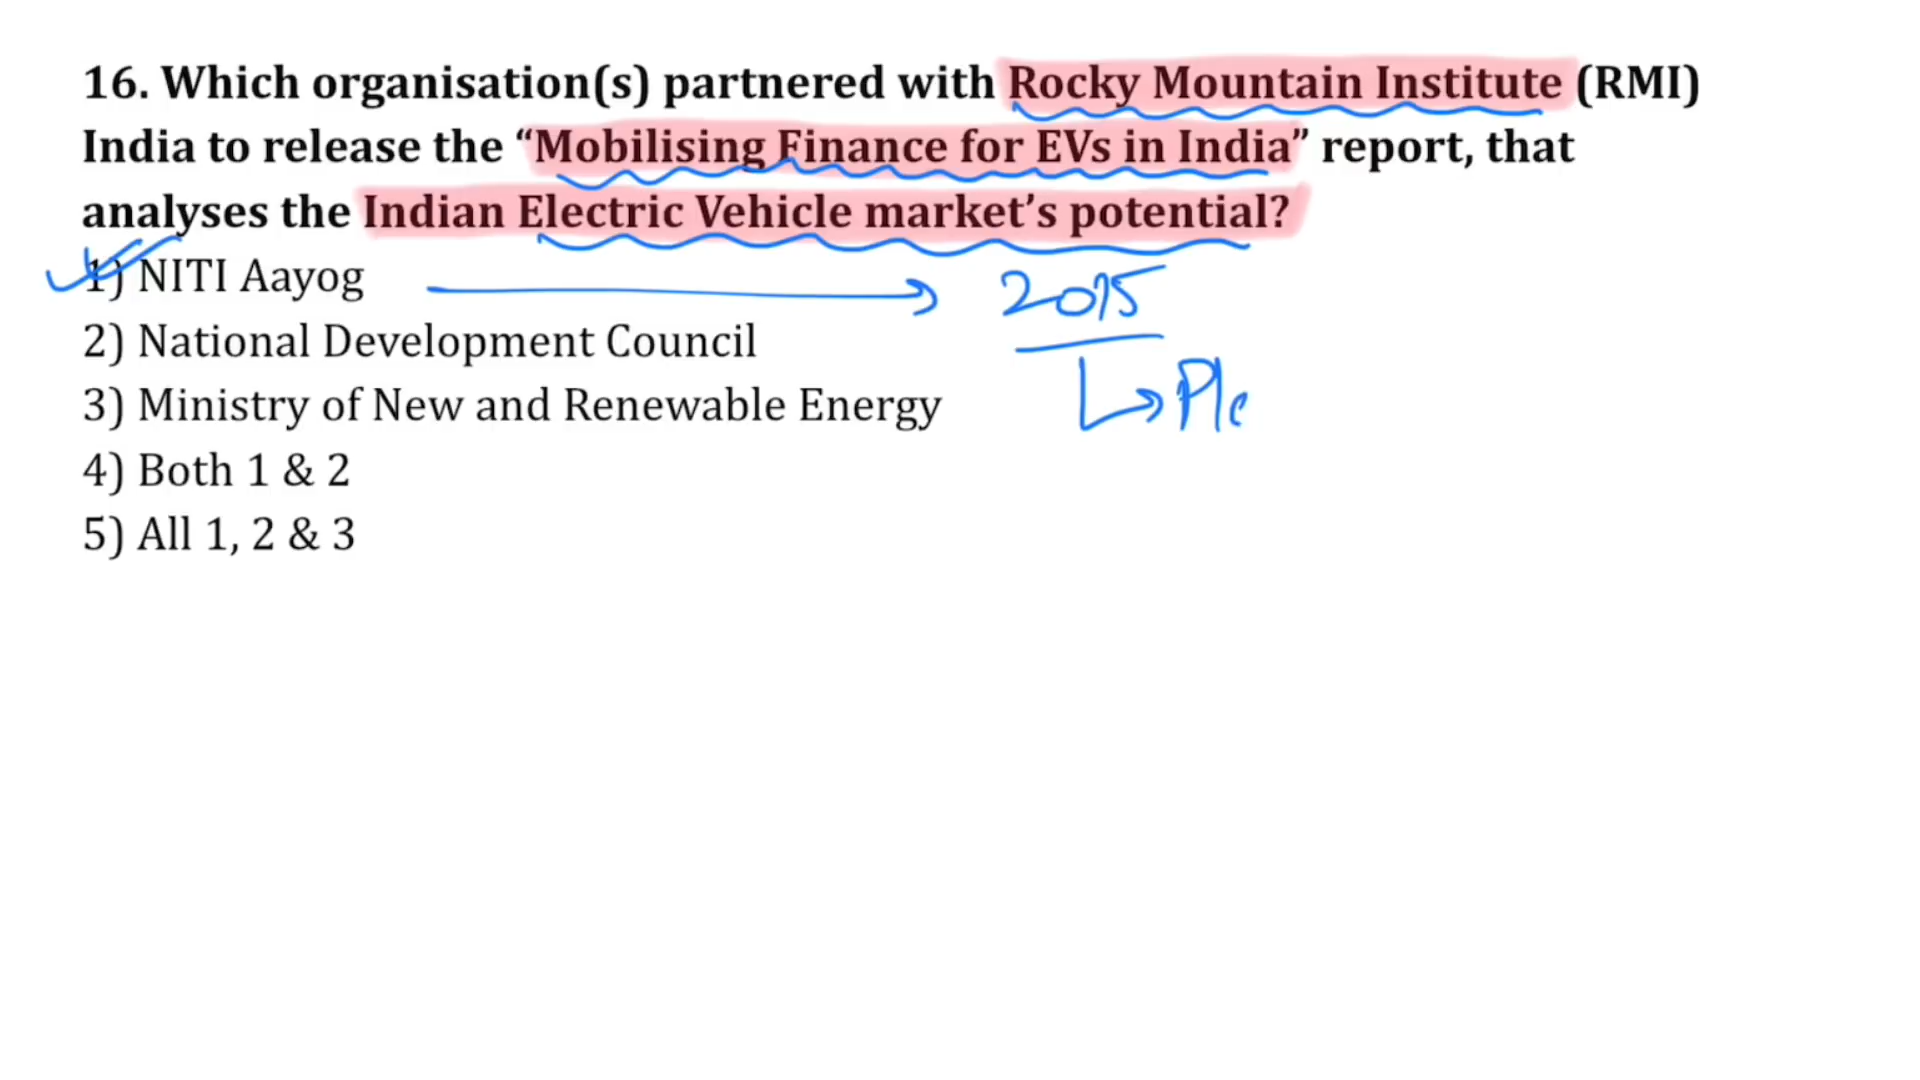 16. Which organisation(s) partnered with Rocky Mountain Institute (RMI)
India to release the “Mobilising Finance for EVs in India” report, that
analyses the Indian Electric Vehicle market’s potential?
1) NITI Aayog
2015
2) National Development Council
3) Ministry of New and Renewable Energy
4) Both 1 & 2
5) All 1, 2 & 3